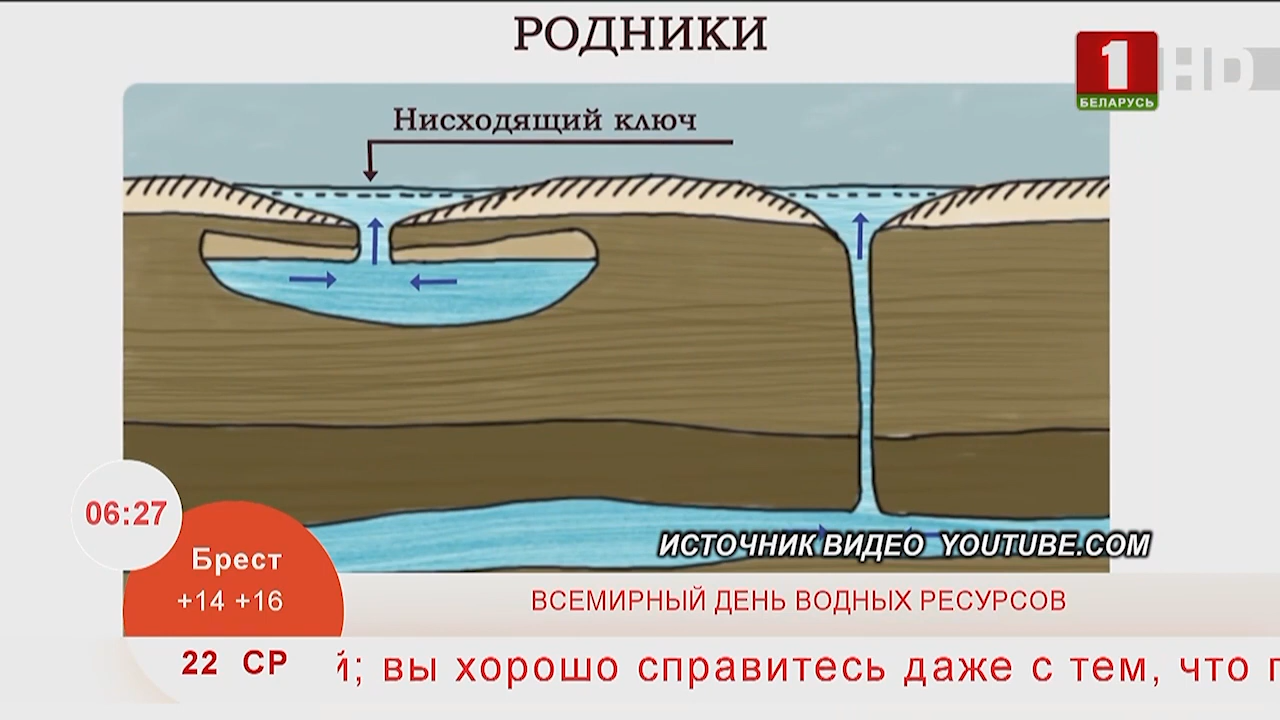 РОДНИКИ
1
HD
БЕЛАРУСЬ
Нисходящий ключ
06:27
ИСТОЧНИК ВИДЕО YOUTUBE.COM
Брест
+14 +16
ВСЕМИРНЫЙ ДЕНЬ ВОДНЫХ РЕСУРСОВ
22 СР
й; вы хорошо справитесь даже с тем, что